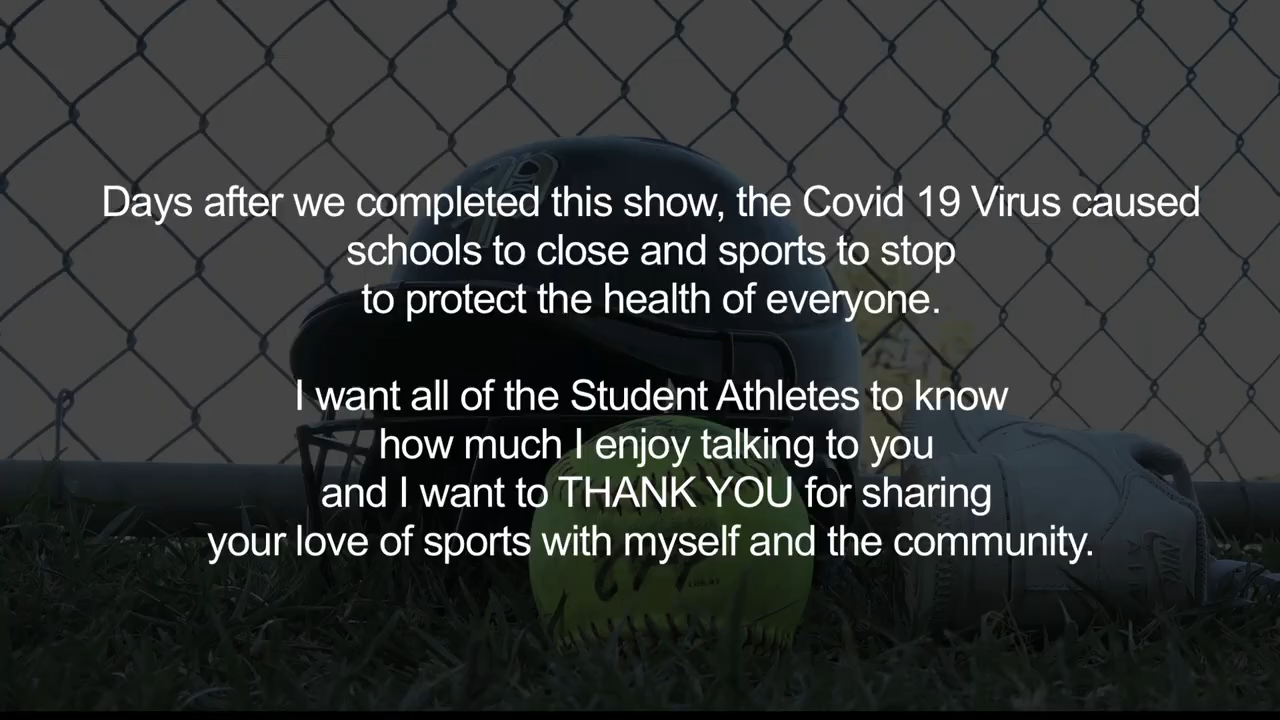 Days after we completed this show, the Covid 19 Virus caused
schools to close and sports to stop
to protect the health of everyone.
I want all of the Student Athletes to know
how much I enjoy talking to you
and I want to THANK YOU for sharing
your love of sports with myself and the community.